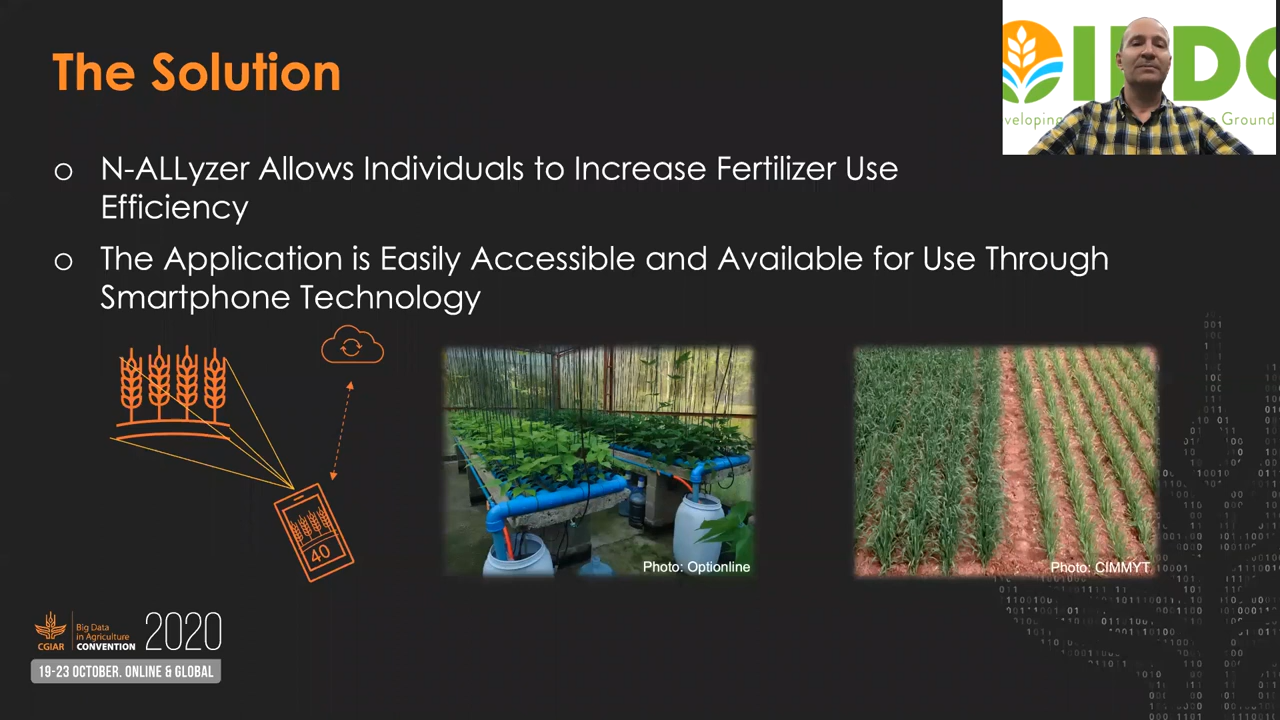 The Solution
IFDC
eveloping
Ground
o N-ALLyzer Allows Individuals to Increase Fertilizer Use
Efficiency
o The Application is Easily Accessible and Available for Use Through
Smartphone Technology
40
Photo: Optionline
Photo: CIMMYT
CGIAR
Big Data
in Agriculture
CONVENTION
2020
19-23 OCTOBER. ONLINE & GLOBAL